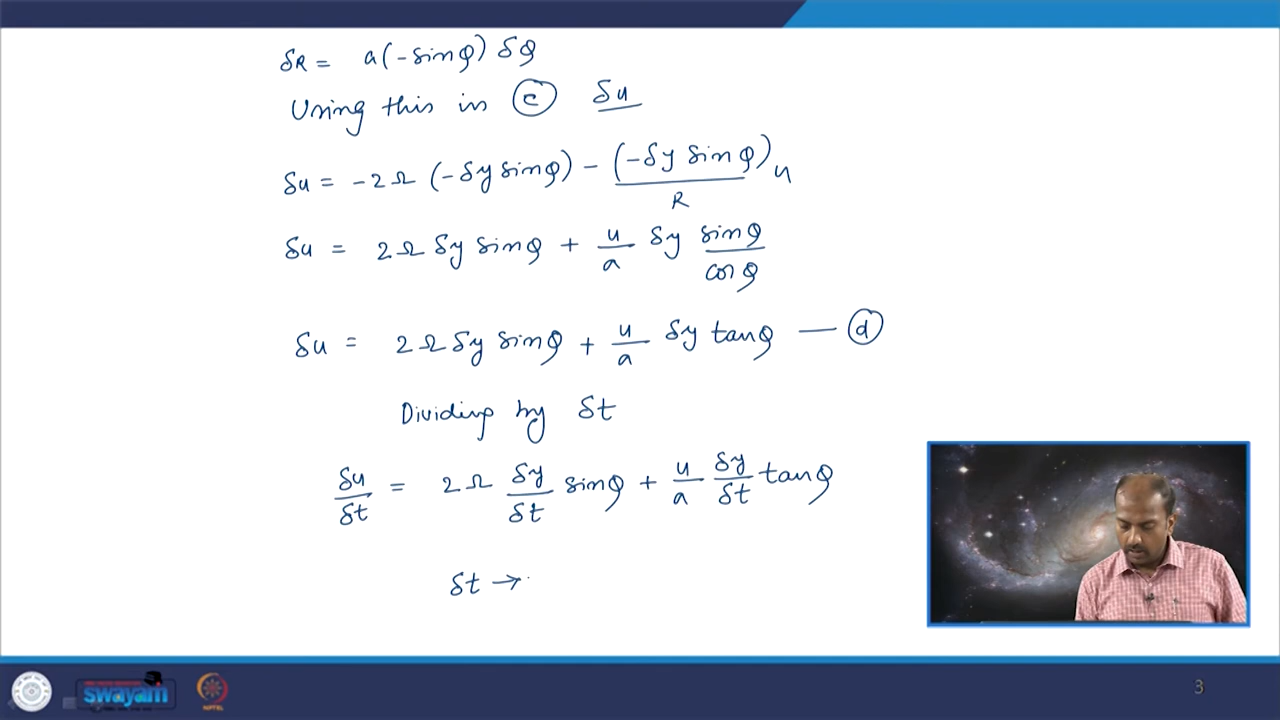 δR = a(-sinφ) δφ
Using this in (c) δu
δu = -2Ω (-δy sinφ) - (-δy sinφ)/R u
δu = 2Ω δy sinφ + u/a δy sinφ/cosφ
δu = 2Ω δy sinφ + u/a δy tanφ — (d)
Dividing by δt
δu/δt = 2Ω δy/δt sinφ + u/a δy/δt tanφ
δt →
swayam
NPTEL
3